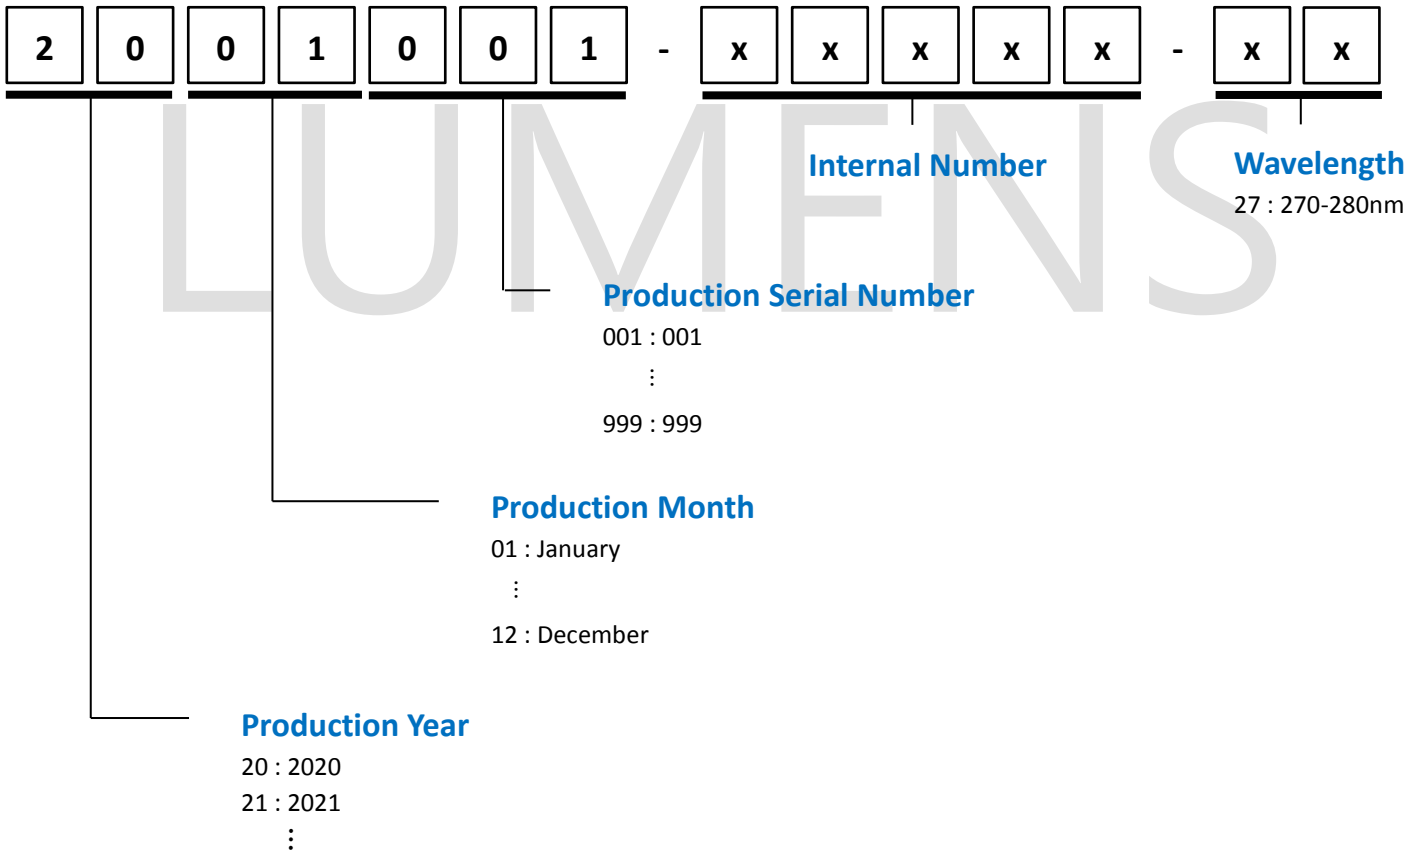 2 0 0 1 0 0 1 - x x x x x - x x
LUMENS
Internal Number
Wavelength
27 : 270-280nm
Production Serial Number
001 : 001
⋮
999 : 999
Production Month
01 : January
⋮
12 : December
Production Year
20 : 2020
21 : 2021
⋮